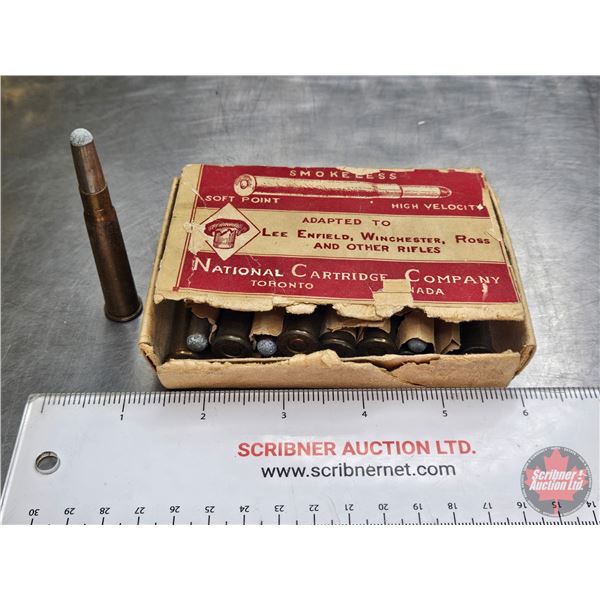 SMOKELESS
SOFT POINT HIGH VELOCITY
ADAPTED TO
LEE ENFIELD, WINCHESTER, ROSS
AND OTHER RIFLES
NATIONAL CARTRIDGE COMPANY
TORONTO NADA
1 2 3 4 5 6
SCRIBNER AUCTION LTD.
www.scribnernet.com
Scribner
Auction Ltd.
30 29 28 27 26 25 24 23 22 21 20 19 18 17 16 15 14